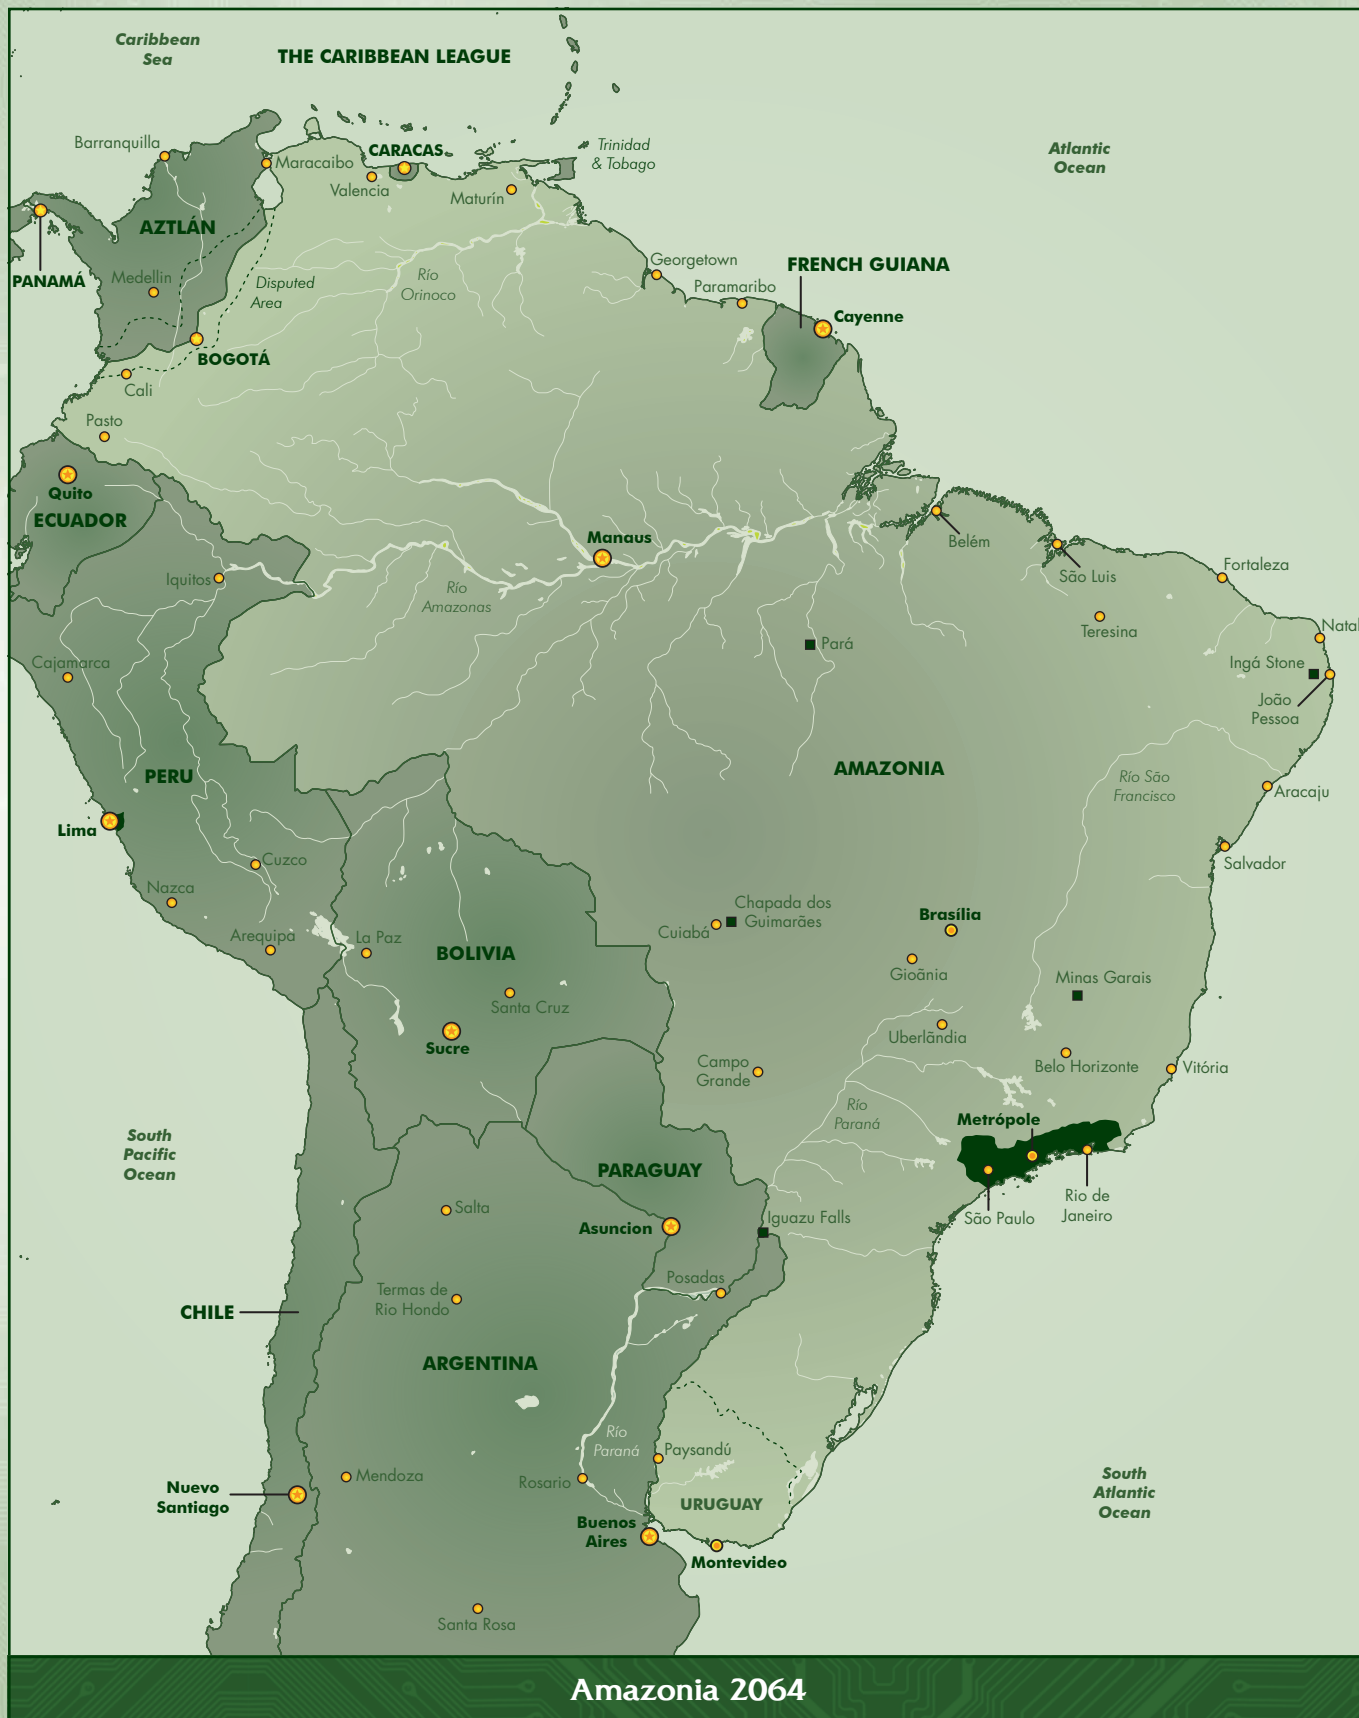 Caribbean
Sea
THE CARIBBEAN LEAGUE
Barranquilla
Maracaibo
CARACAS
Valencia
Maturín
Trinidad
& Tobago
Atlantic
Ocean
AZTLÁN
PANAMÁ
Medellin
Disputed
Area
Río
Orinoco
Georgetown
Paramaribo
FRENCH GUIANA
Cayenne
BOGOTÁ
Cali
Pasto
Quito
ECUADOR
Iquitos
Manaus
Río
Amazonas
Belém
São Luis
Fortaleza
Teresina
Natal
Pará
Ingá Stone
João
Pessoa
Cajamarca
PERU
AMAZONIA
Río São
Francisco
Aracaju
Lima
Cuzco
Salvador
Nazca
Arequipa
La Paz
BOLIVIA
Chapada dos
Guimarães
Cuiabá
Brasília
Gioãnia
Minas Garais
Santa Cruz
Sucre
Uberlãndia
Campo
Grande
Belo Horizonte
Vitória
Río
Paraná
Metrópole
South
Pacific
Ocean
PARAGUAY
Salta
Asuncion
Iguazu Falls
São Paulo
Rio de
Janeiro
Termas de
Rio Hondo
Posadas
CHILE
ARGENTINA
Río
Paraná
Paysandú
Mendoza
Rosario
Nuevo
Santiago
URUGUAY
South
Atlantic
Ocean
Buenos
Aires
Montevideo
Santa Rosa
Amazonia 2064